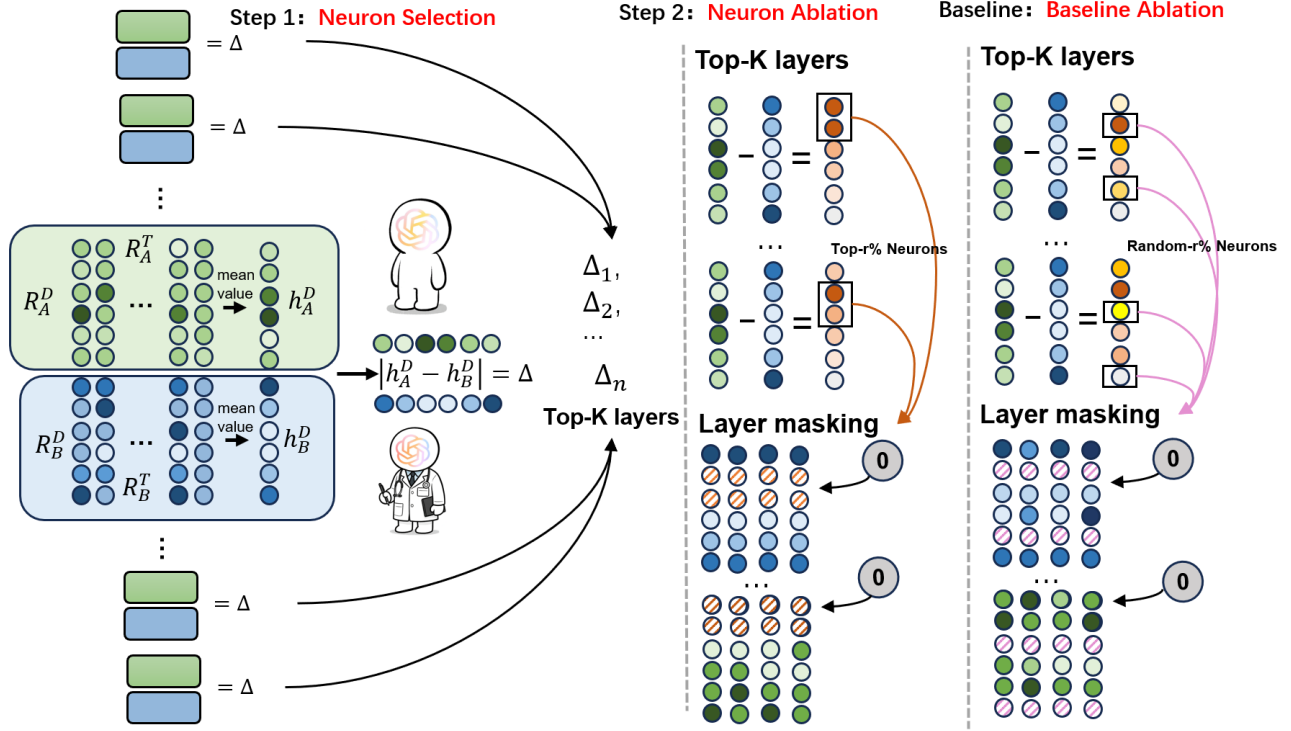 Step 1: Neuron Selection
= Δ
= Δ
⋮
R_A^T
R_A^D
...
mean
value
h_A^D
|h_A^D − h_B^D| = Δ
R_B^D
...
mean
value
h_B^D
R_B^T
⋮
= Δ
= Δ
Δ_1,
Δ_2,
...
Δ_n
Top-K layers
Step 2: Neuron Ablation
Top-K layers
− =
... Top-r% Neurons
− =
Layer masking
0
...
0
Baseline: Baseline Ablation
Top-K layers
− =
... Random-r% Neurons
− =
Layer masking
0
...
0